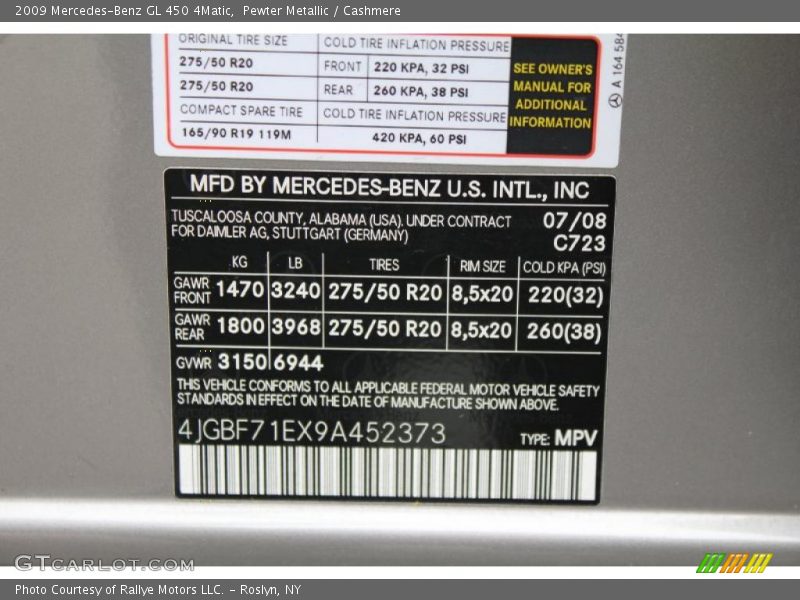 2009 Mercedes-Benz GL 450 4Matic, Pewter Metallic / Cashmere
ORIGINAL TIRE SIZE COLD TIRE INFLATION PRESSURE
275/50 R20 FRONT 220 KPA, 32 PSI
275/50 R20 REAR 260 KPA, 38 PSI
COMPACT SPARE TIRE COLD TIRE INFLATION PRESSURE
165/90 R19 119M 420 KPA, 60 PSI
SEE OWNER'S
MANUAL FOR
ADDITIONAL
INFORMATION
A 164 584
MFD BY MERCEDES-BENZ U.S. INTL., INC
TUSCALOOSA COUNTY, ALABAMA (USA). UNDER CONTRACT
FOR DAIMLER AG, STUTTGART (GERMANY)
07/08
C723
KG LB TIRES RIM SIZE COLD KPA (PSI)
GAWR
FRONT 1470 3240 275/50 R20 8,5x20 220(32)
GAWR
REAR 1800 3968 275/50 R20 8,5x20 260(38)
GVWR 3150 6944
THIS VEHICLE CONFORMS TO ALL APPLICABLE FEDERAL MOTOR VEHICLE SAFETY
STANDARDS IN EFFECT ON THE DATE OF MANUFACTURE SHOWN ABOVE.
4JGBF71EX9A452373 TYPE: MPV
GTCARLOT.COM
Photo Courtesy of Rallye Motors LLC. - Roslyn, NY